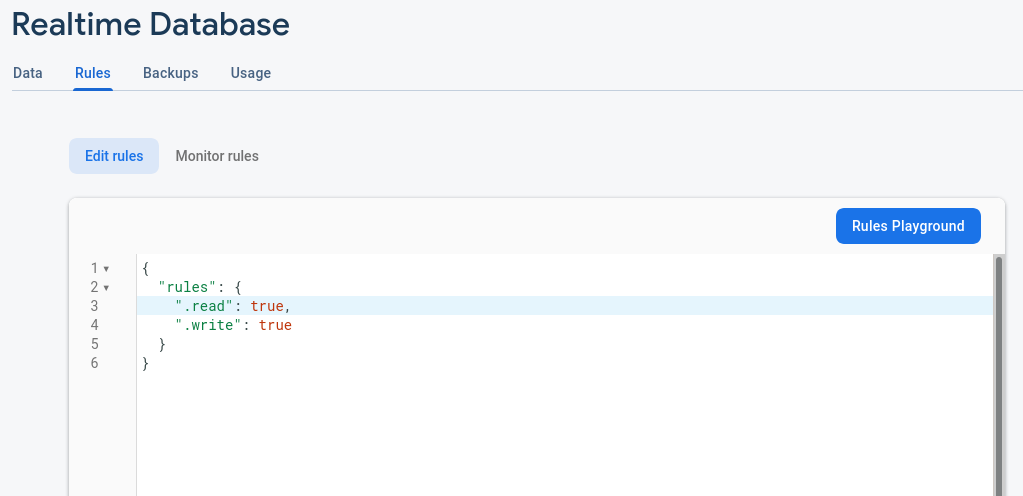 Realtime Database
Data Rules Backups Usage
Edit rules Monitor rules
Rules Playground
1 ▾ {
2 ▾ "rules": {
3 ".read": true,
4 ".write": true
5 }
6 }